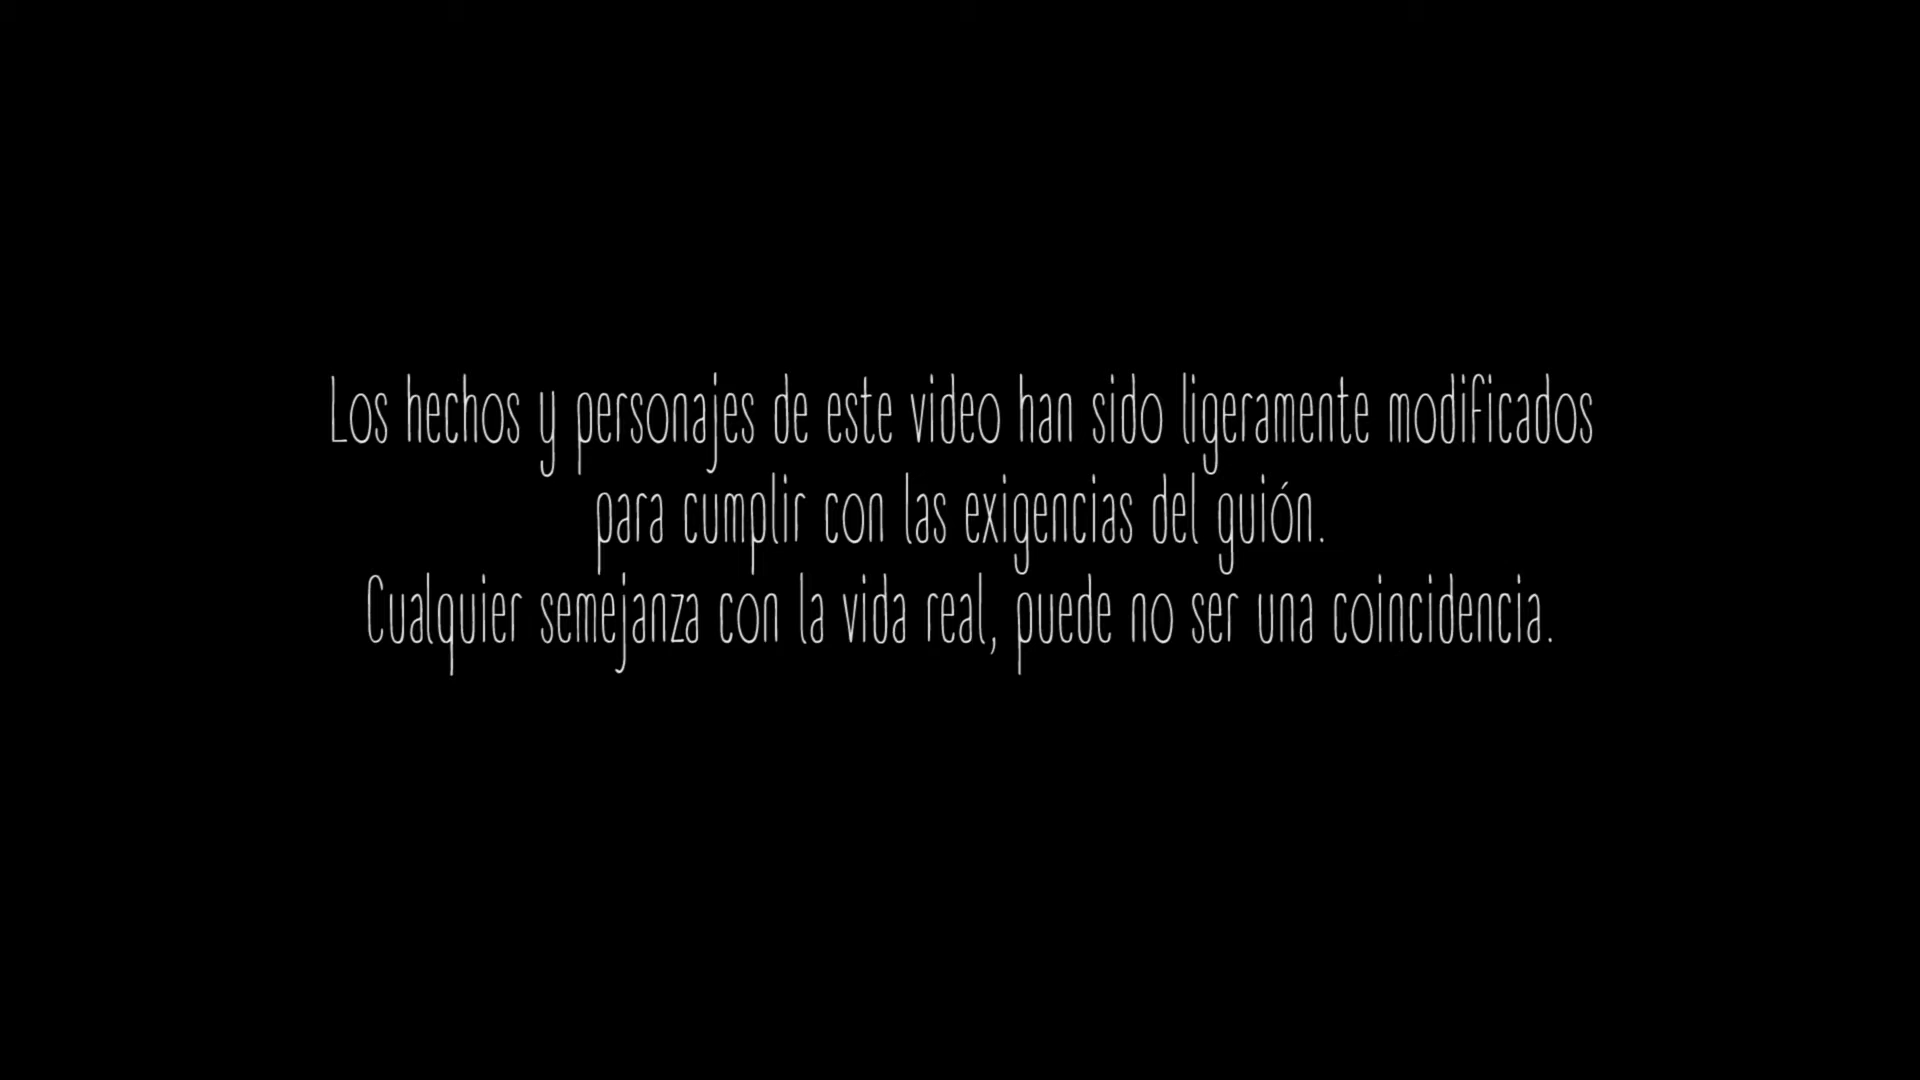 Los hechos y personajes de este video han sido ligeramente modificados
para cumplir con las exigencias del guión.
Cualquier semejanza con la vida real, puede no ser una coincidencia.